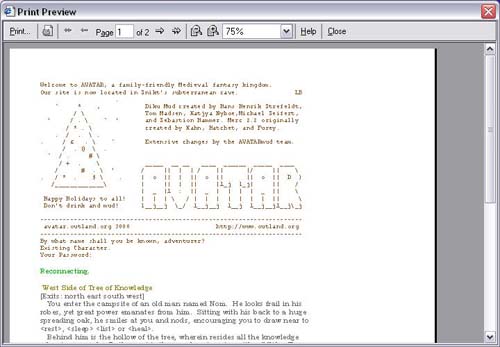 Print Preview
Print... Page 1 of 2 75% Help Close
Welcome to AVATAR, a family-friendly Medieval fantasy kingdom.
Our site is now located in Snikt's subterranean cave. LB
Diku Mud created by Hans Henrik Strefeldt,
Tom Madsen, Katjya Nyboe, Michael Seifert,
and Sebastian Hammer. Merc 2.2 originally
created by Kahn, Hatchet, and Furey.
Extensive changes by the AVATARmud team.
Happy Holidays to all!
Don't drink and mud!
avatar.outland.org 3000 http://www.outland.org
By what name shall you be known, adventurer?
Existing Character.
Your Password:
Reconnecting.
West Side of Tree of Knowledge
[Exits: north east south west]
You enter the campsite of an old man named Nom. He looks frail in his
robes, yet great power emanates from him. Sitting with his back to a huge
spreading oak, he smiles at you and nods, encouraging you to draw near to
<rest>, <sleep> <list> or <heal>.
Behind him is the hollow of the tree, wherein resides all the knowledge